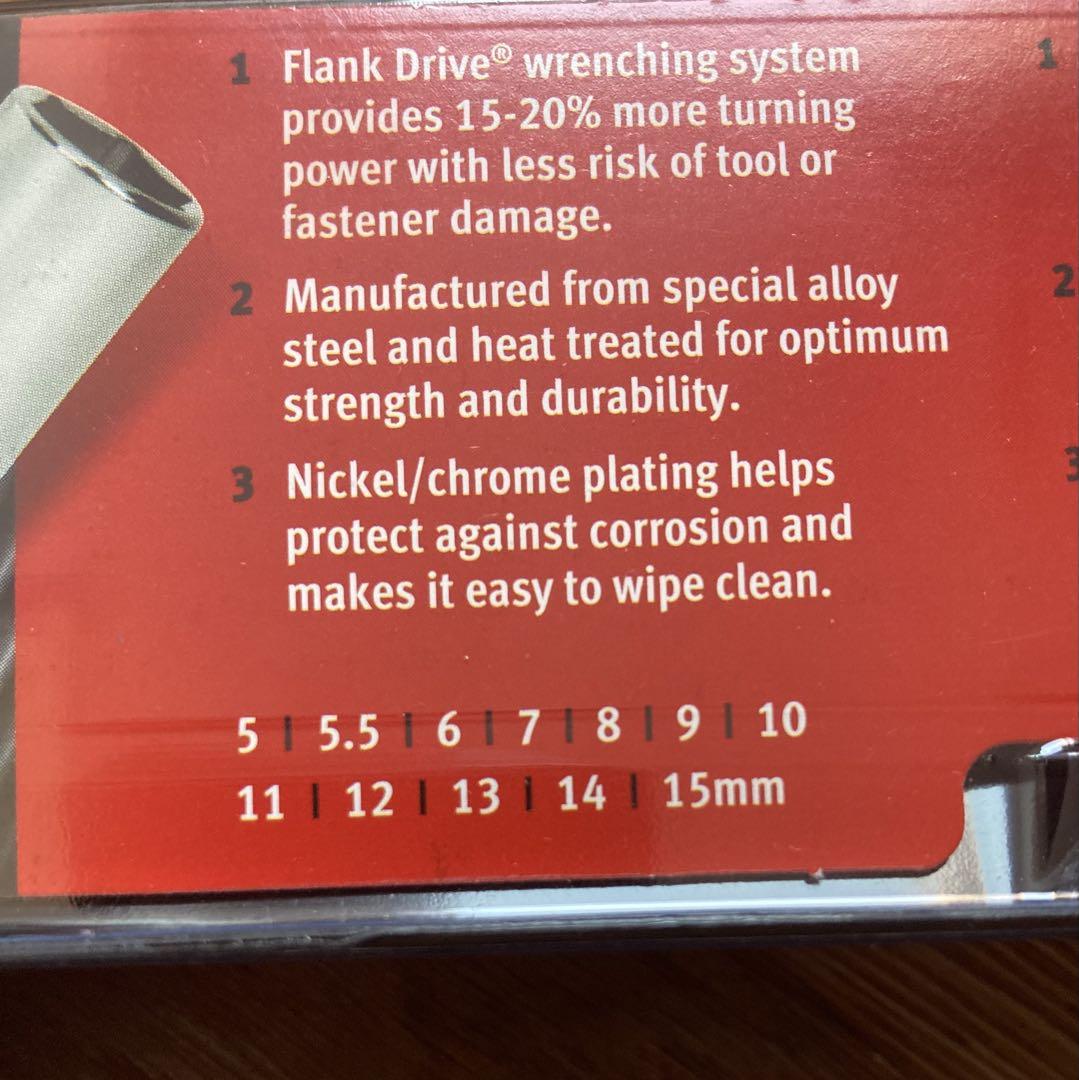 1 Flank Drive® wrenching system
provides 15-20% more turning
power with less risk of tool or
fastener damage.
2 Manufactured from special alloy
steel and heat treated for optimum
strength and durability.
3 Nickel/chrome plating helps
protect against corrosion and
makes it easy to wipe clean.
5 | 5.5 | 6 | 7 | 8 | 9 | 10
11 | 12 | 13 | 14 | 15mm
1
2
3